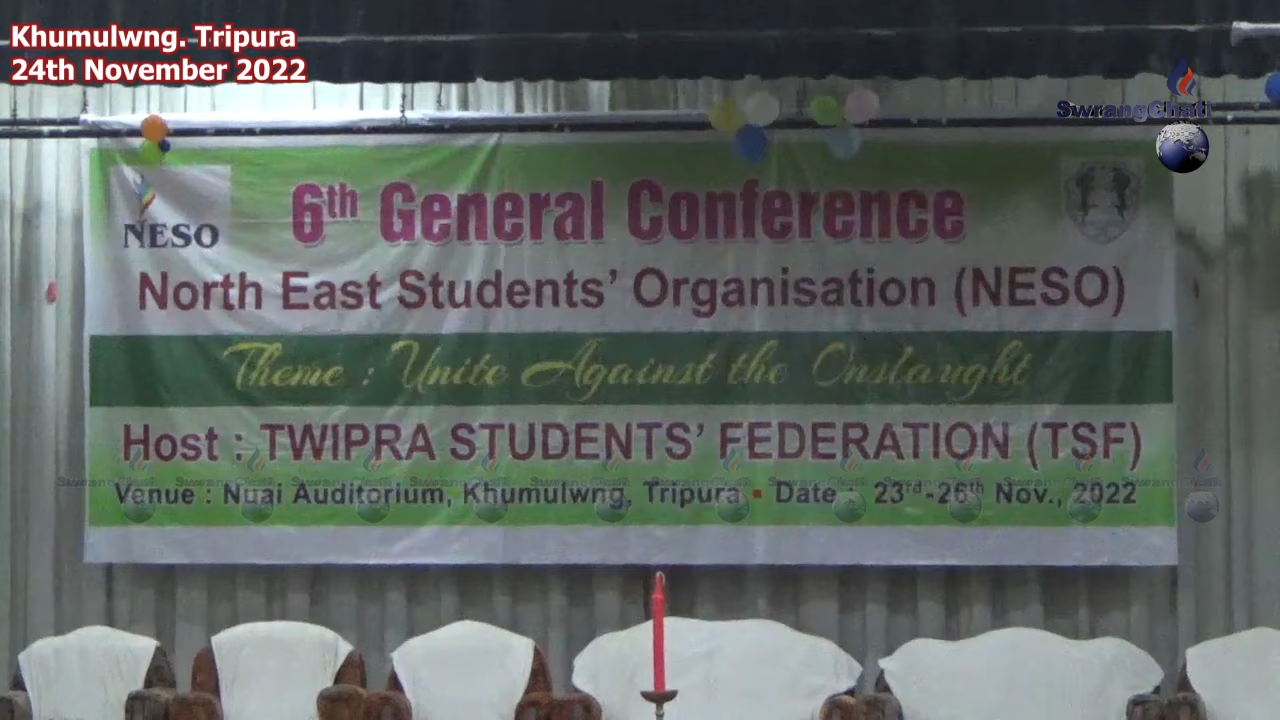 Khumulwng. Tripura
24th November 2022
SwrangChati
NESO
6th General Conference
North East Students' Organisation (NESO)
Theme : Unite Against the Onslaught
Host : TWIPRA STUDENTS' FEDERATION (TSF)
Venue : Nuai Auditorium, Khumulwng, Tripura ▪ Date : 23rd-26th Nov., 2022